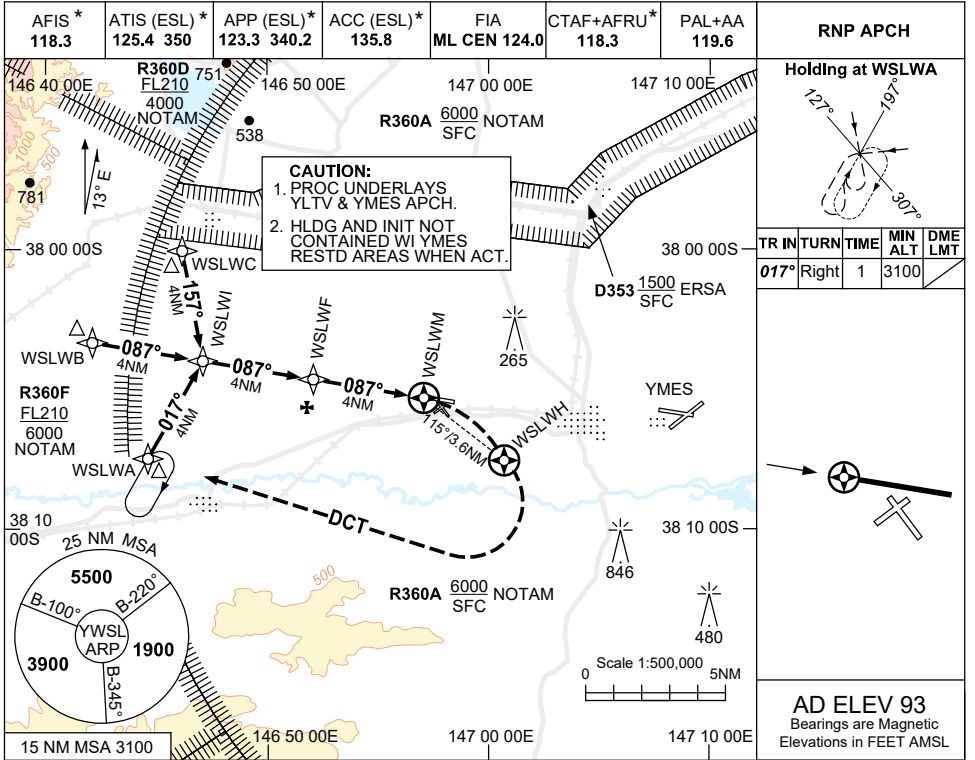 AFIS *
118.3
ATIS (ESL) *
125.4 350
APP (ESL) *
123.3 340.2
ACC (ESL) *
135.8
FIA
ML CEN 124.0
CTAF+AFRU *
118.3
PAL+AA
119.6
RNP APCH
146 40 00E
146 50 00E
147 00 00E
147 10 00E
R360D
FL210
4000
NOTAM
751
538
R360A 6000 NOTAM
SFC
1000
500
13° E
781
CAUTION:
1. PROC UNDERLAYS
YLTV & YMES APCH.
2. HLDG AND INIT NOT
CONTAINED WI YMES
RESTD AREAS WHEN ACT.
38 00 00S
38 00 00S
WSLWC
157°
4NM
D353 1500 ERSA
SFC
WSLWI
WSLWF
WSLWM
265
WSLWB
087°
4NM
087°
4NM
087°
4NM
YMES
R360F
FL210
6000
NOTAM
017°
4NM
115°/3.6NM
WSLWH
WSLWA
DCT
38 10
00S
38 10 00S
25 NM MSA
5500
B-100°
B-220°
YWSL
ARP
3900
1900
B-345°
500
R360A 6000 NOTAM
SFC
846
480
Scale 1:500,000
0
5NM
15 NM MSA 3100
146 50 00E
147 00 00E
147 10 00E
Holding at WSLWA
127°
197°
307°
TR IN TURN TIME MIN ALT DME LMT
017° Right 1 3100
AD ELEV 93
Bearings are Magnetic
Elevations in FEET AMSL